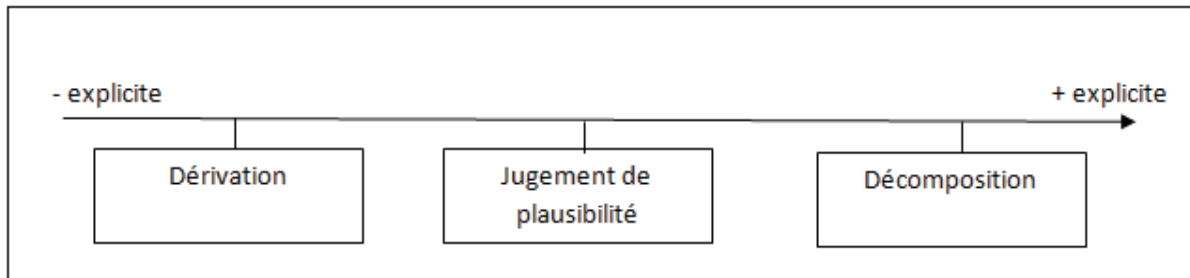 - explicite
+ explicite
Dérivation
Jugement de
plausibilité
Décomposition